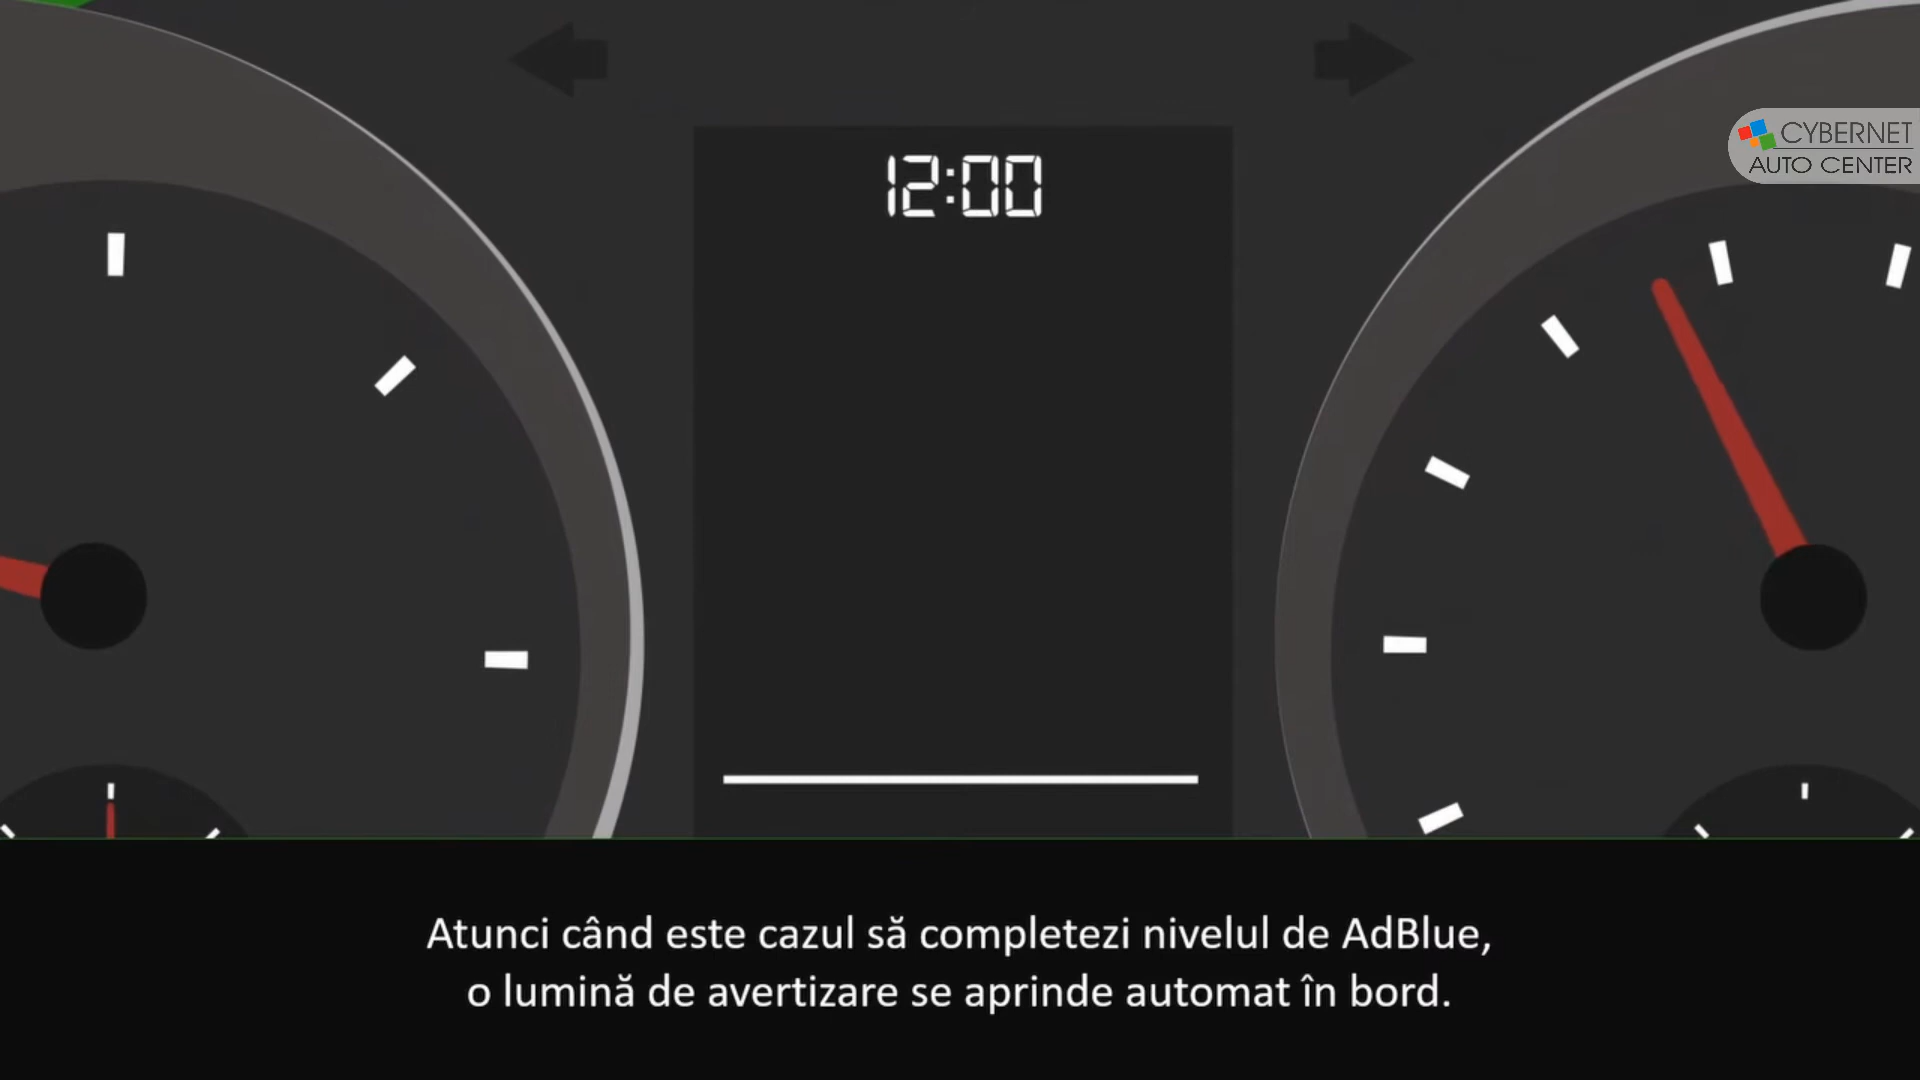 12:00
CYBERNET
AUTO CENTER
Atunci când este cazul să completezi nivelul de AdBlue,
o lumină de avertizare se aprinde automat în bord.